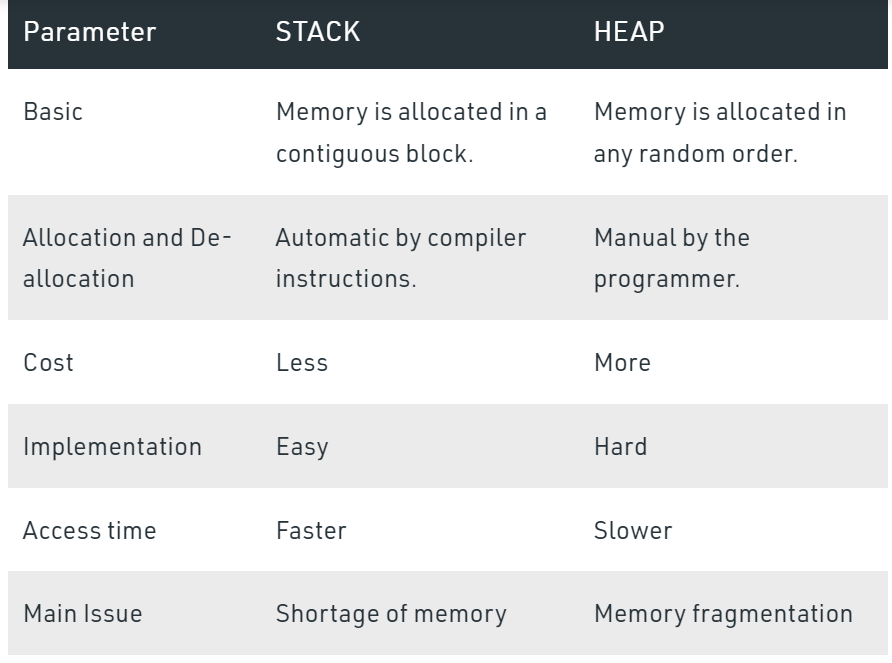 Parameter STACK HEAP
Basic Memory is allocated in a Memory is allocated in
contiguous block. any random order.
Allocation and De- Automatic by compiler Manual by the
allocation instructions. programmer.
Cost Less More
Implementation Easy Hard
Access time Faster Slower
Main Issue Shortage of memory Memory fragmentation